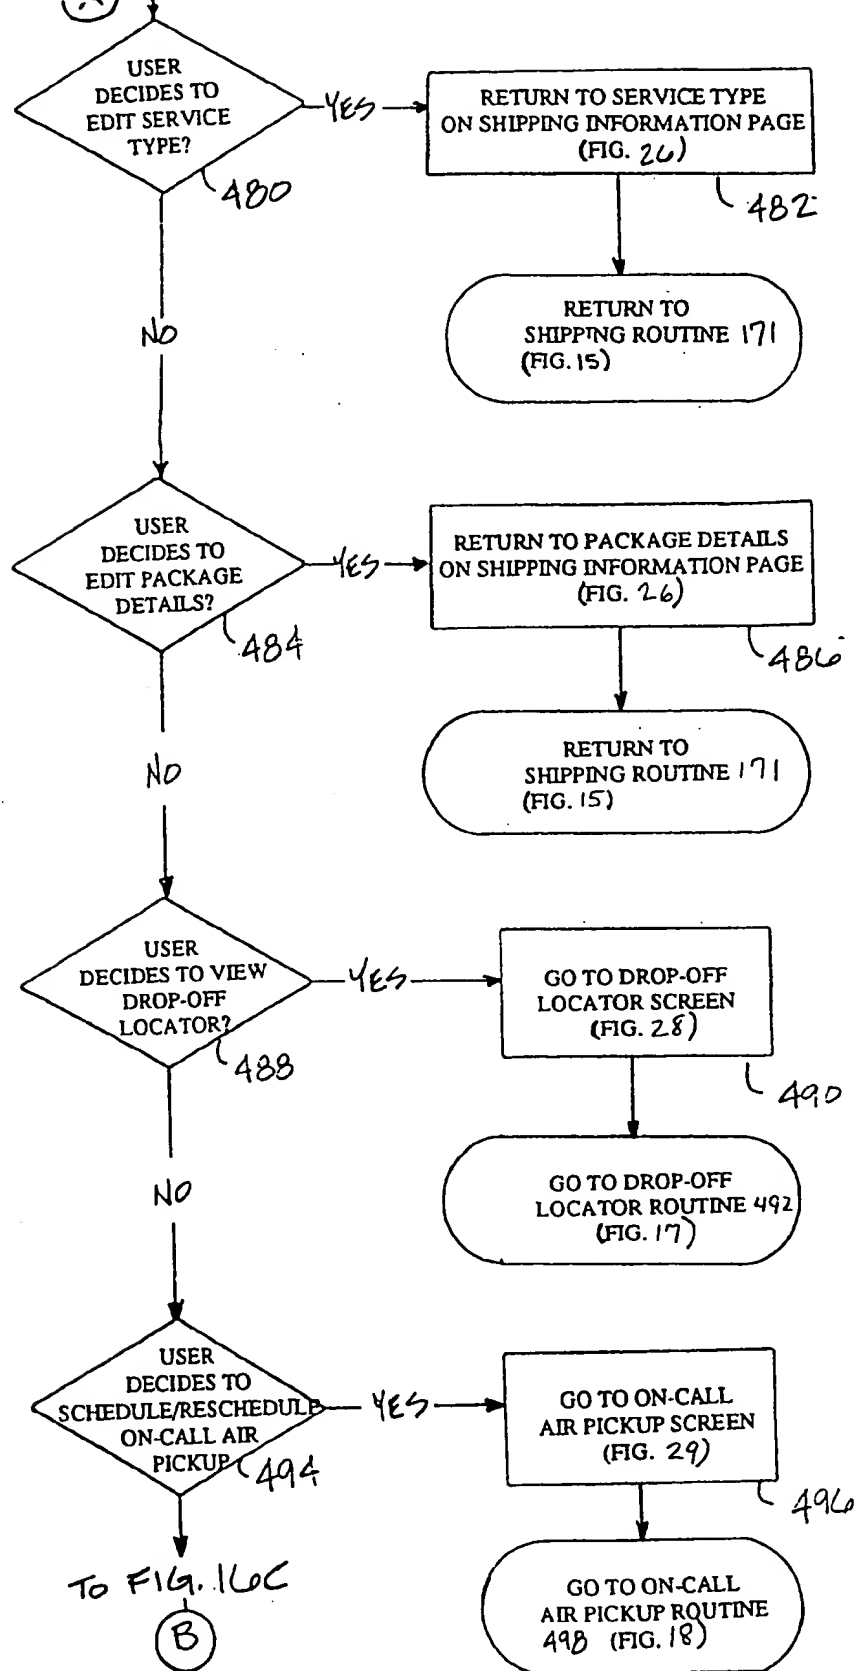 A
USER
DECIDES TO
EDIT SERVICE
TYPE?
480
YES
RETURN TO SERVICE TYPE
ON SHIPPING INFORMATION PAGE
(FIG. 26)
482
RETURN TO
SHIPPING ROUTINE 171
(FIG. 15)
NO
USER
DECIDES TO
EDIT PACKAGE
DETAILS?
484
YES
RETURN TO PACKAGE DETAILS
ON SHIPPING INFORMATION PAGE
(FIG. 26)
486
RETURN TO
SHIPPING ROUTINE 171
(FIG. 15)
NO
USER
DECIDES TO VIEW
DROP-OFF
LOCATOR?
488
YES
GO TO DROP-OFF
LOCATOR SCREEN
(FIG. 28)
490
GO TO DROP-OFF
LOCATOR ROUTINE 492
(FIG. 17)
NO
USER
DECIDES TO
SCHEDULE/RESCHEDULE
ON-CALL AIR
PICKUP
494
YES
GO TO ON-CALL
AIR PICKUP SCREEN
(FIG. 29)
496
GO TO ON-CALL
AIR PICKUP ROUTINE
498 (FIG. 18)
TO FIG. 16C
B